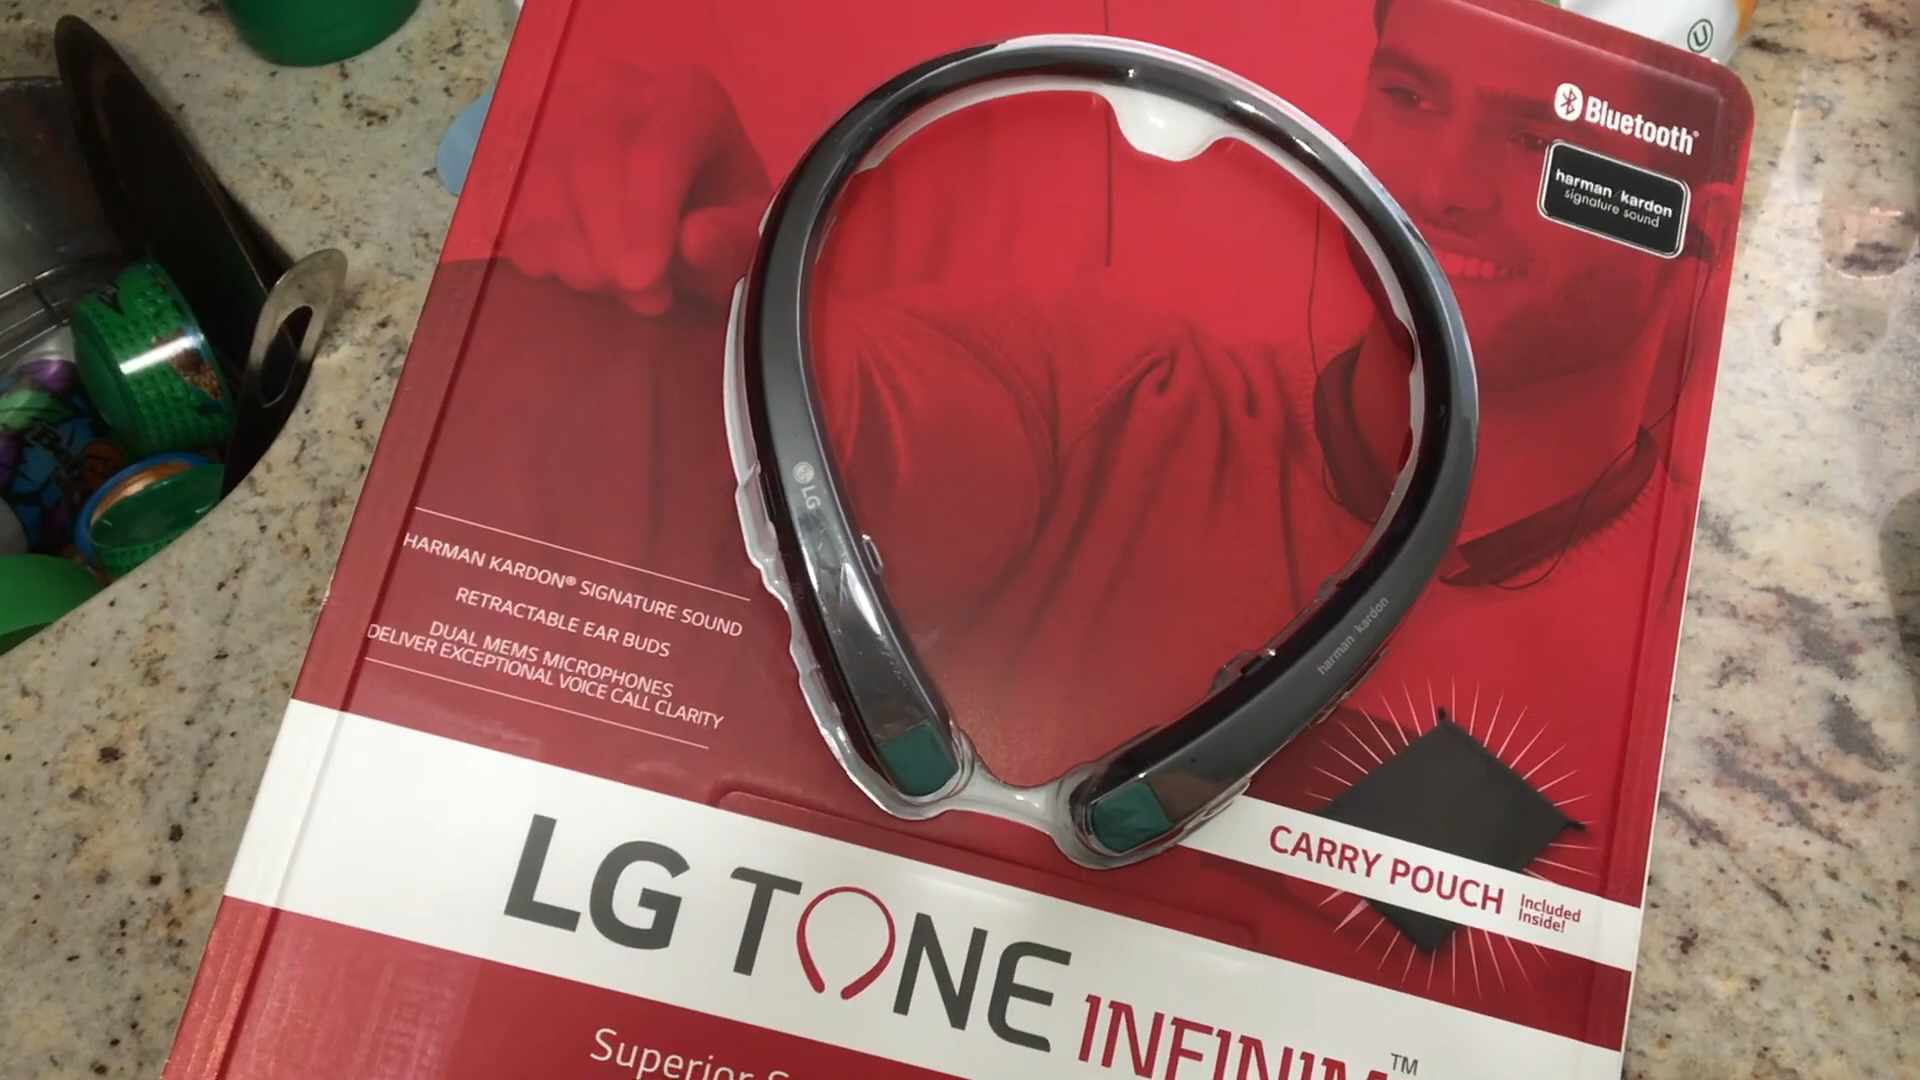 U
Bluetooth®
harman/kardon
signature sound
LG
harman/kardon
HARMAN KARDON® SIGNATURE SOUND
RETRACTABLE EAR BUDS
DUAL MEMS MICROPHONES
DELIVER EXCEPTIONAL VOICE CALL CLARITY
CARRY POUCH Included
Inside!
LG TONE INFINIM™
Superior